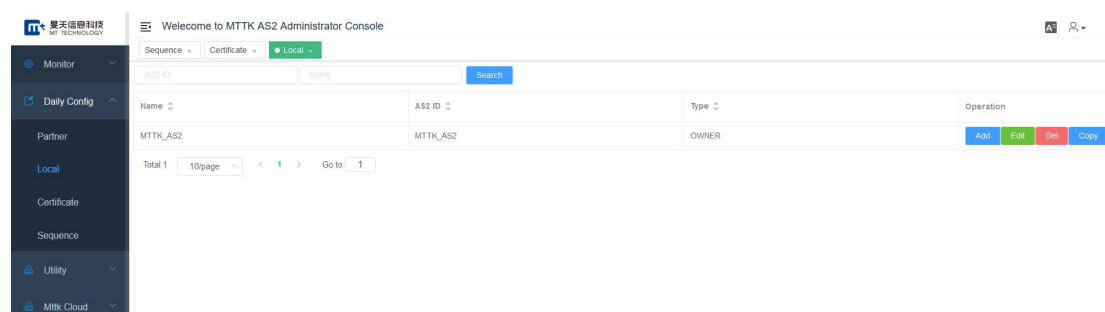 昊天信息科技
MT TECHNOLOGY
Welecome to MTTK AS2 Administrator Console
Sequence × Certificate × Local ×
Monitor
AS2 ID Name Search
Daily Config
Name AS2 ID Type Operation
Partner
MTTK_AS2 MTTK_AS2 OWNER Add Edit Del Copy
Total 1 10/page < 1 > Go to 1
Local
Certificate
Sequence
Utility
Mttk Cloud